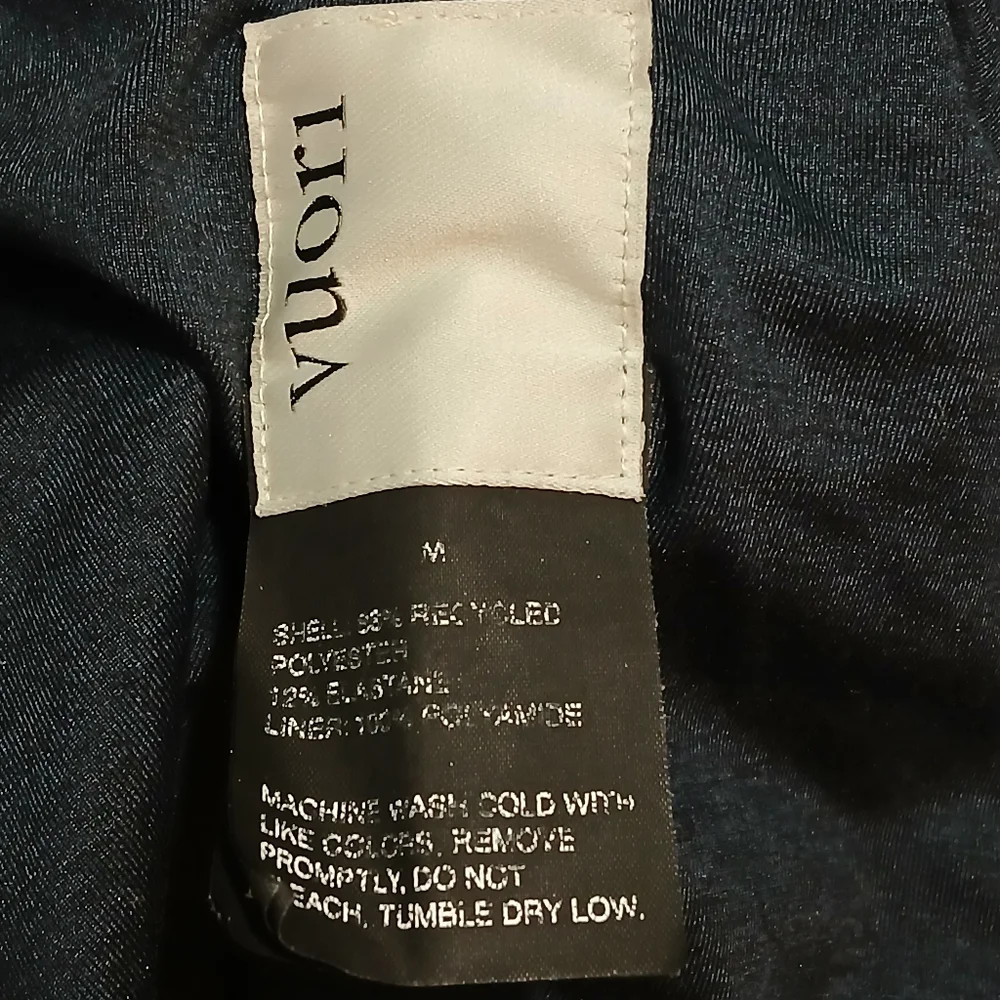 vuori
M
SHELL: 88% RECYCLED
POLYESTER
12% ELASTANE
LINER: 100% POLYAMIDE
MACHINE WASH COLD WITH
LIKE COLORS. REMOVE
PROMPTLY. DO NOT
BLEACH. TUMBLE DRY LOW.